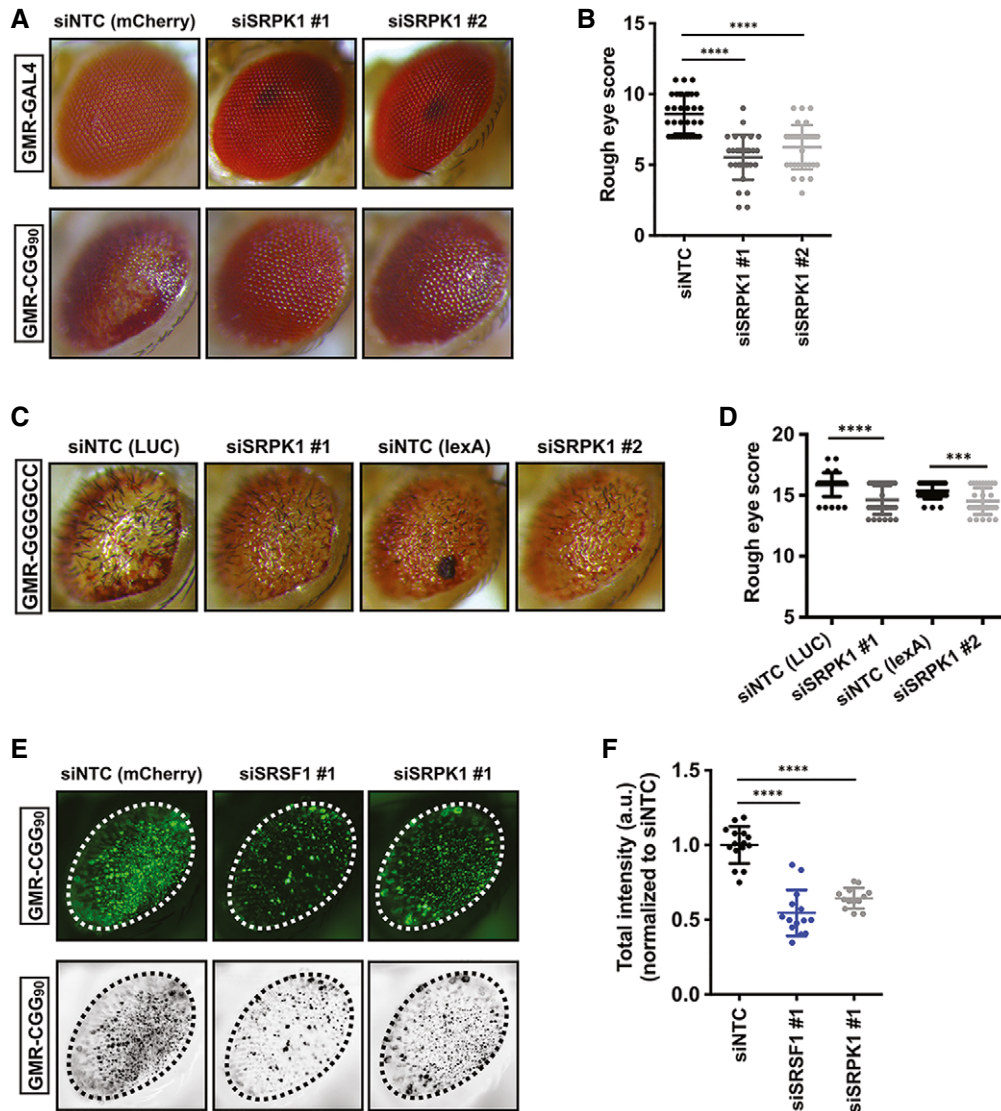 A
siNTC (mCherry) siSRPK1 #1 siSRPK1 #2
GMR-GAL4
GMR-CGG90
B
Rough eye score
15
10
5
0
****
****
siNTC
siSRPK1 #1
siSRPK1 #2
C
siNTC (LUC) siSRPK1 #1 siNTC (lexA) siSRPK1 #2
GMR-GGGGCC
D
Rough eye score
20
15
10
5
**** ***
siNTC (LUC)
siSRPK1 #1
siNTC (lexA)
siSRPK1 #2
E
siNTC (mCherry) siSRSF1 #1 siSRPK1 #1
GMR-CGG90
GMR-CGG90
F
Total intensity (a.u.)
(normalized to siNTC)
1.5
1.0
0.5
0.0
****
****
siNTC
siSRSF1 #1
siSRPK1 #1